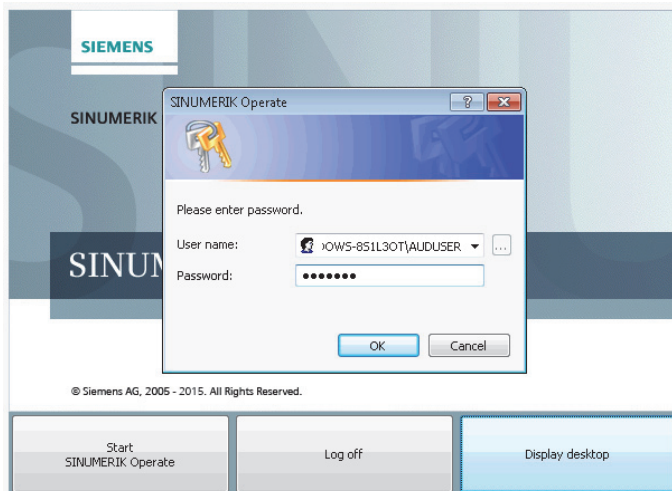 SIEMENS
SINUMERIK Operate
SINUMERIK
Please enter password.
User name:
OWS-8S1L3OT\AUDUSER
...
Password:
•••••••
SINUM
OK
Cancel
© Siemens AG, 2005 - 2015. All Rights Reserved.
Start
SINUMERIK Operate
Log off
Display desktop